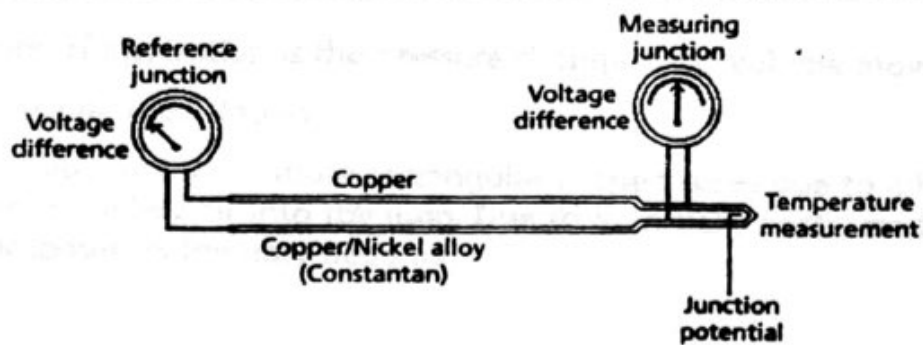 Reference
junction
Voltage
difference
Measuring
junction
Voltage
difference
Copper
Copper/Nickel alloy
(Constantan)
Temperature
measurement
Junction
potential